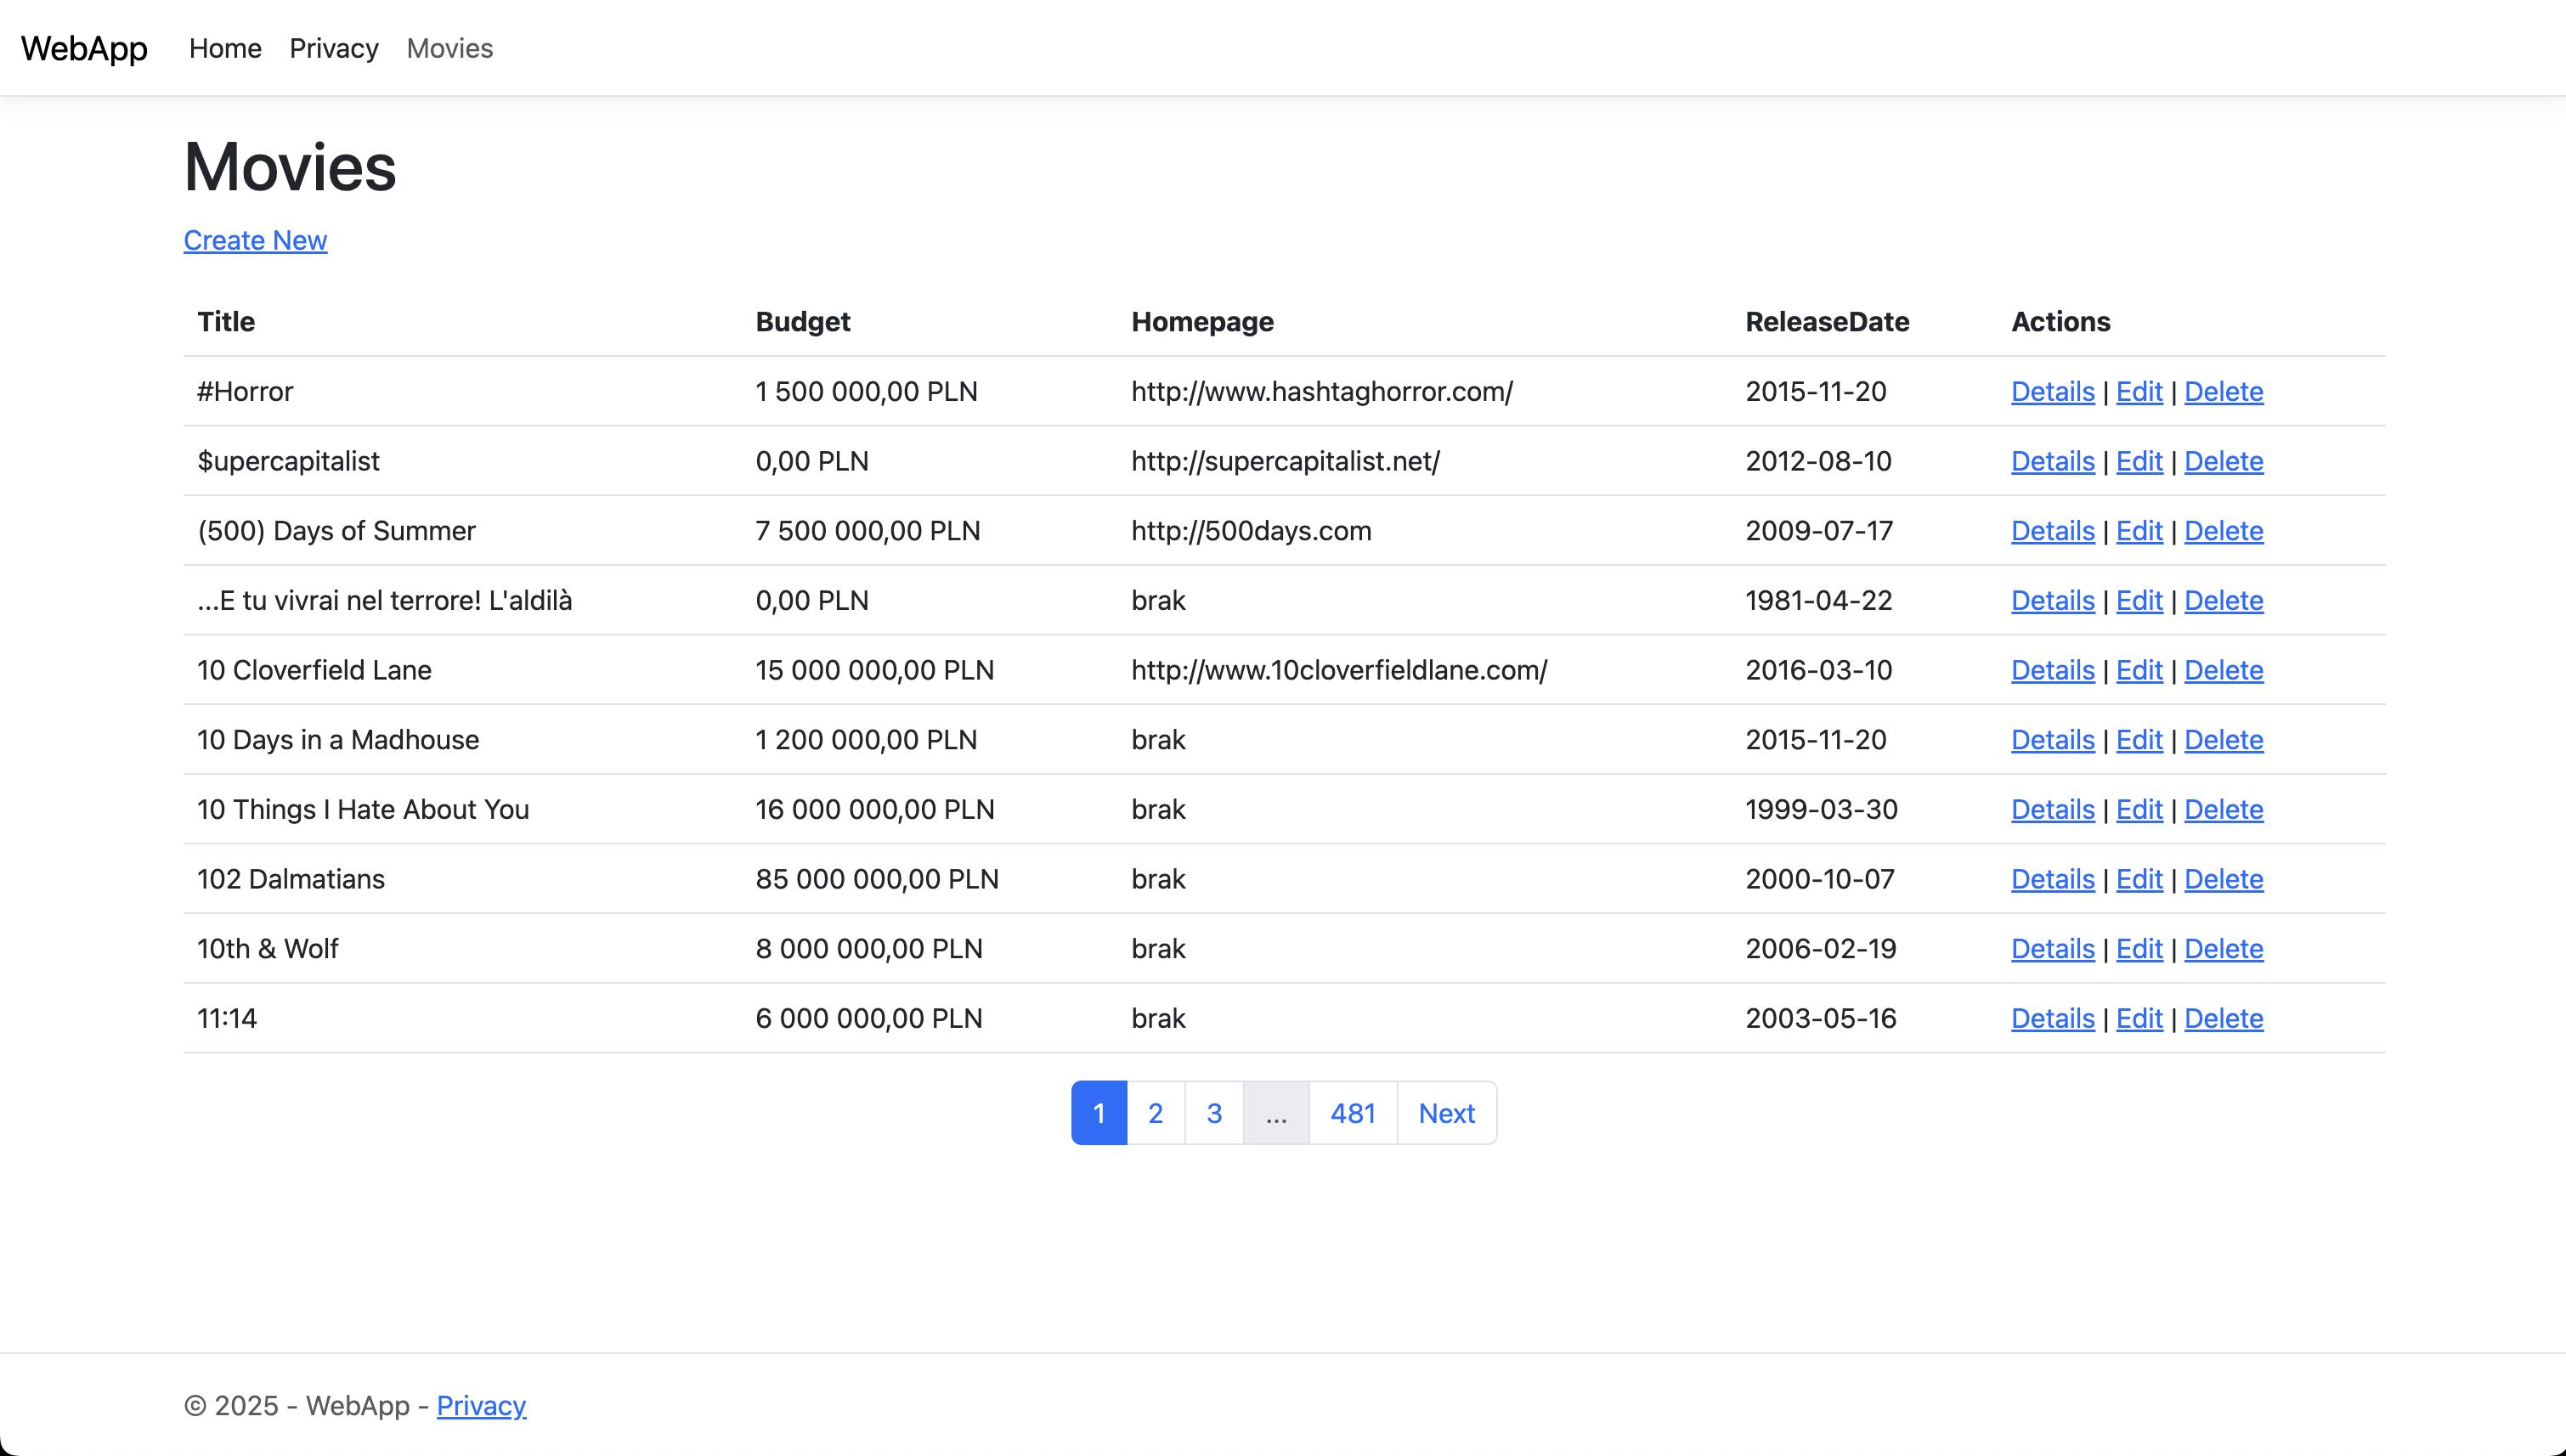 WebApp Home Privacy Movies
Movies
Create New
Title Budget Homepage ReleaseDate Actions
#Horror 1 500 000,00 PLN http://www.hashtaghorror.com/ 2015-11-20 Details | Edit | Delete
$upercapitalist 0,00 PLN http://supercapitalist.net/ 2012-08-10 Details | Edit | Delete
(500) Days of Summer 7 500 000,00 PLN http://500days.com 2009-07-17 Details | Edit | Delete
...E tu vivrai nel terrore! L'aldilà 0,00 PLN brak 1981-04-22 Details | Edit | Delete
10 Cloverfield Lane 15 000 000,00 PLN http://www.10cloverfieldlane.com/ 2016-03-10 Details | Edit | Delete
10 Days in a Madhouse 1 200 000,00 PLN brak 2015-11-20 Details | Edit | Delete
10 Things I Hate About You 16 000 000,00 PLN brak 1999-03-30 Details | Edit | Delete
102 Dalmatians 85 000 000,00 PLN brak 2000-10-07 Details | Edit | Delete
10th & Wolf 8 000 000,00 PLN brak 2006-02-19 Details | Edit | Delete
11:14 6 000 000,00 PLN brak 2003-05-16 Details | Edit | Delete
1 2 3 ... 481 Next
© 2025 - WebApp - Privacy